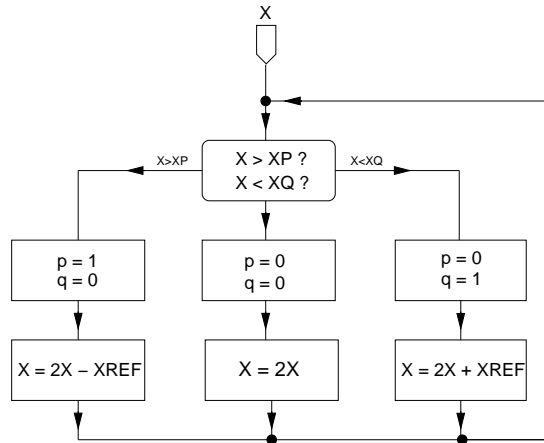 X
X > XP ?
X < XQ ?
X>XP
X<XQ
p = 1
q = 0
p = 0
q = 0
p = 0
q = 1
X = 2X − XREF
X = 2X
X = 2X + XREF